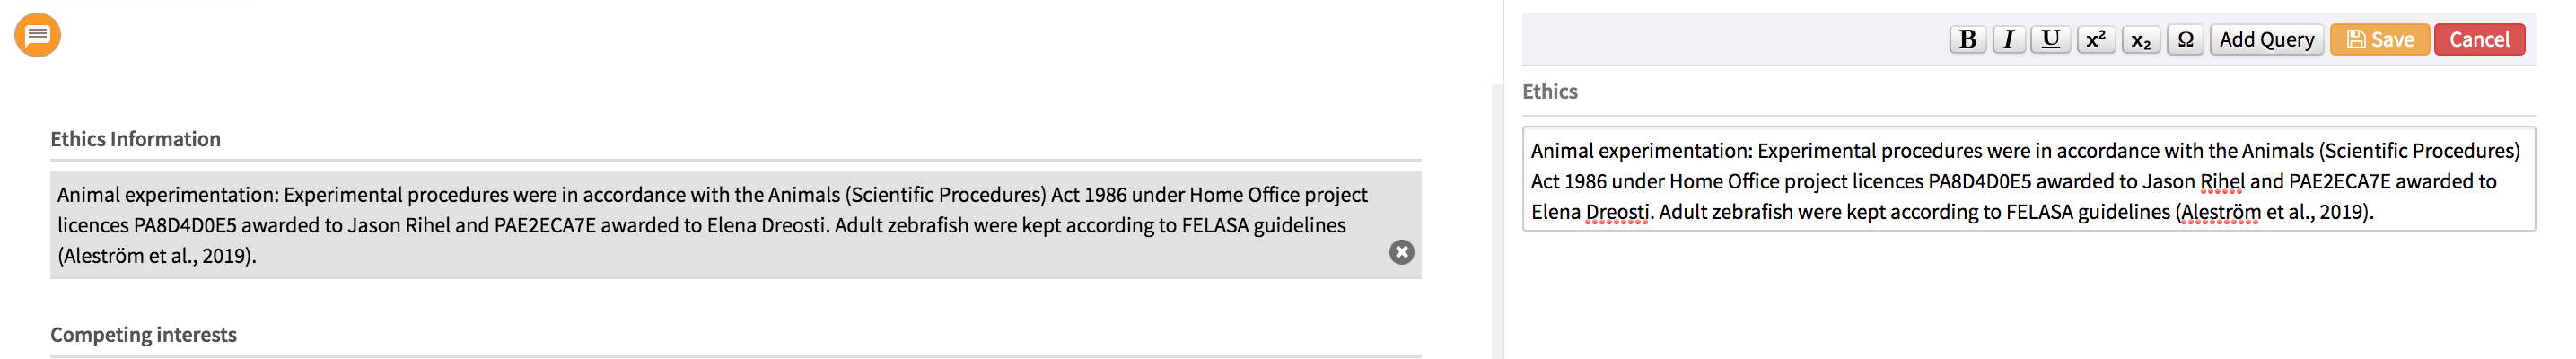 Ethics Information
Animal experimentation: Experimental procedures were in accordance with the Animals (Scientific Procedures) Act 1986 under Home Office project
licences PA8D4D0E5 awarded to Jason Rihel and PAE2ECA7E awarded to Elena Dreosti. Adult zebrafish were kept according to FELASA guidelines
(Aleström et al., 2019).
Competing interests
B I U x² x₂ Ω Add Query Save Cancel
Ethics
Animal experimentation: Experimental procedures were in accordance with the Animals (Scientific Procedures)
Act 1986 under Home Office project licences PA8D4D0E5 awarded to Jason Rihel and PAE2ECA7E awarded to
Elena Dreosti. Adult zebrafish were kept according to FELASA guidelines (Aleström et al., 2019).